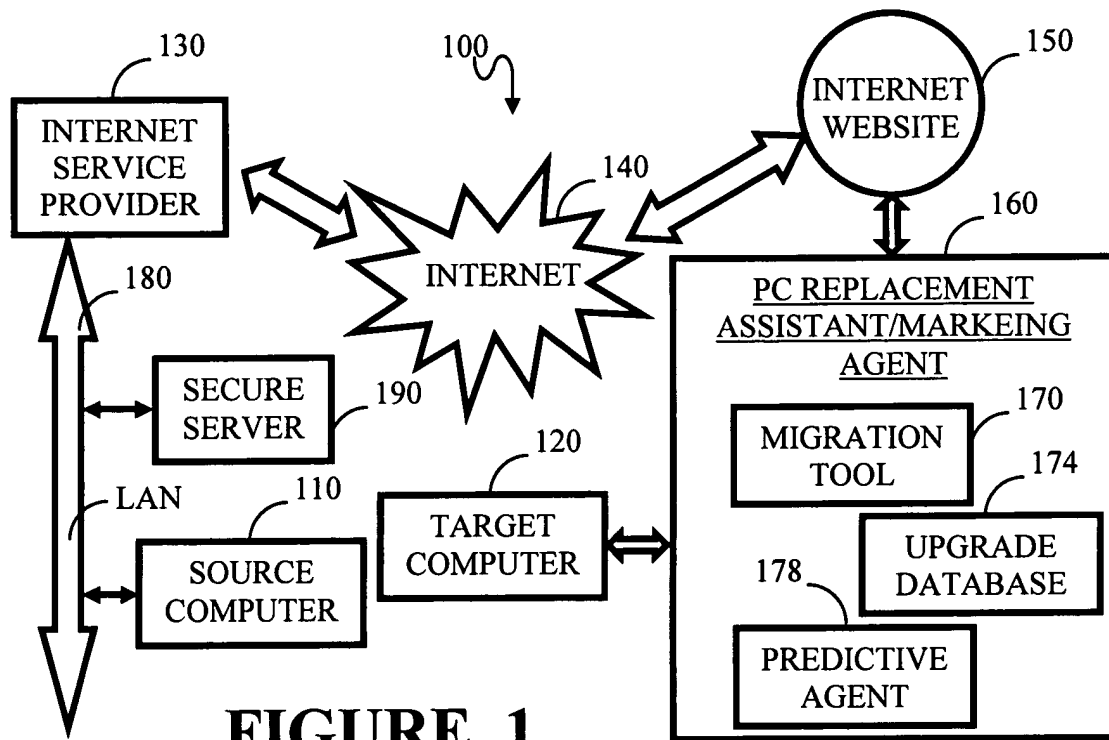 130
100
150
INTERNET
SERVICE
PROVIDER
INTERNET
WEBSITE
140
160
INTERNET
180
PC REPLACEMENT
ASSISTANT/MARKEING
AGENT
SECURE
SERVER
190
170
MIGRATION
TOOL
120
174
LAN
110
TARGET
COMPUTER
UPGRADE
DATABASE
SOURCE
COMPUTER
178
PREDICTIVE
AGENT
FIGURE 1